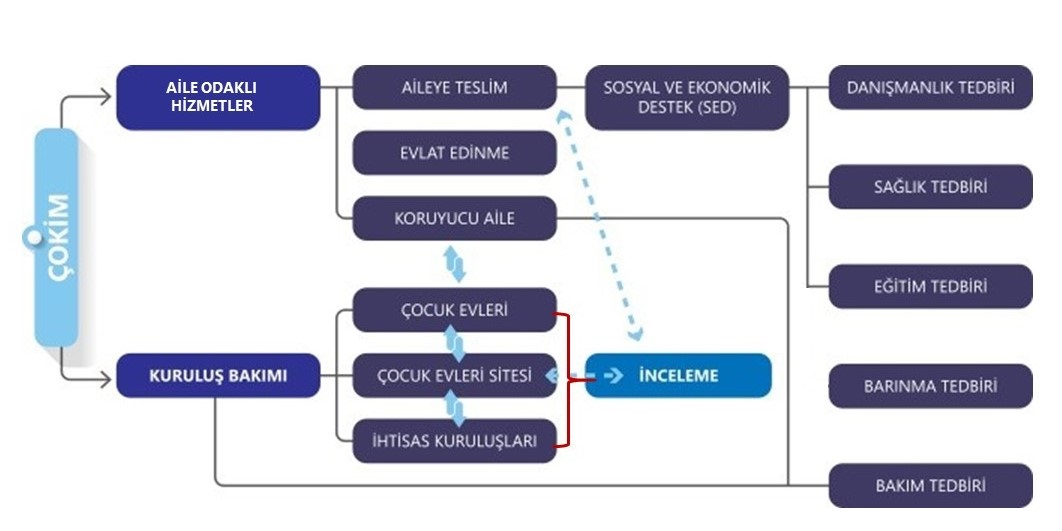 ÇOKİM
AİLE ODAKLI
HİZMETLER
AİLEYE TESLİM
SOSYAL VE EKONOMİK
DESTEK (SED)
DANIŞMANLIK TEDBİRİ
EVLAT EDİNME
SAĞLIK TEDBİRİ
KORUYUCU AİLE
EĞİTİM TEDBİRİ
ÇOCUK EVLERİ
KURULUŞ BAKIMI
ÇOCUK EVLERİ SİTESİ
İNCELEME
BARINMA TEDBİRİ
İHTİSAS KURULUŞLARI
BAKIM TEDBİRİ